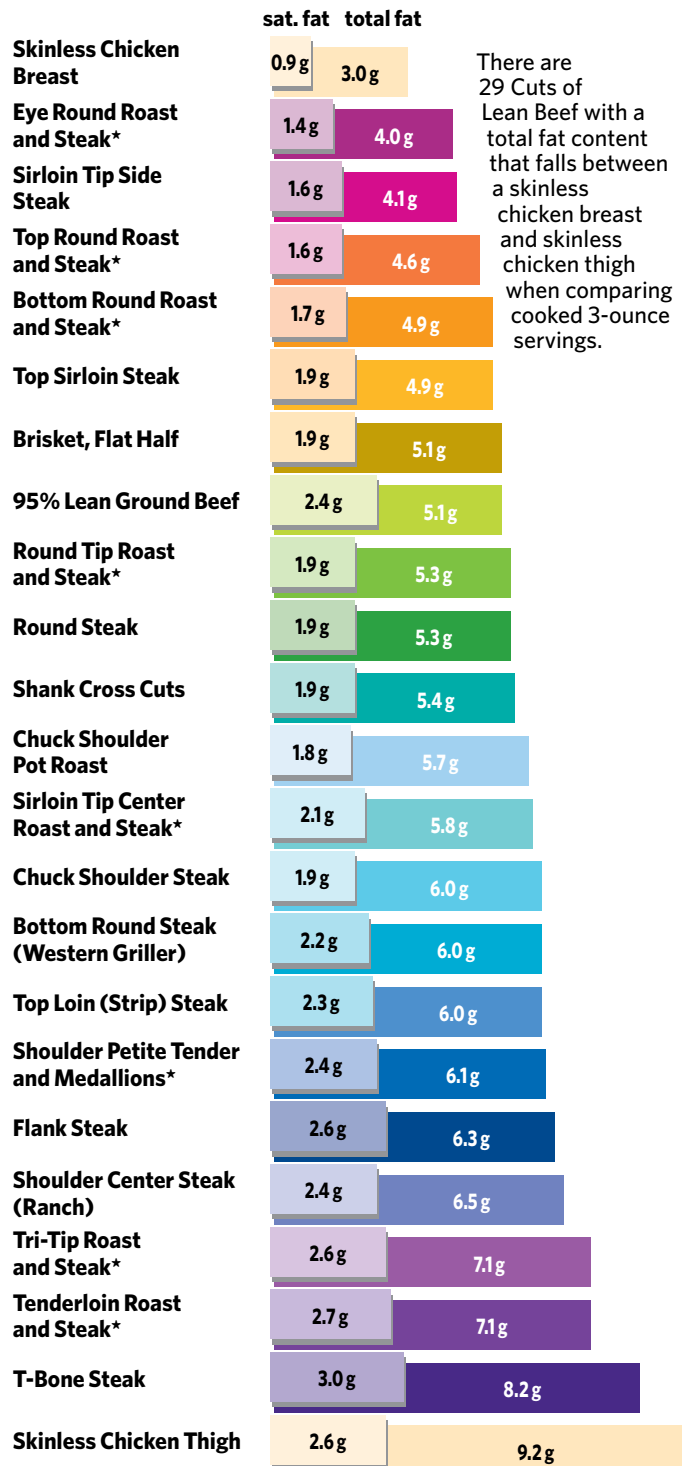 sat. fat total fat
Skinless Chicken
Breast
0.9 g 3.0 g
There are
29 Cuts of
Lean Beef with a
total fat content
that falls between
a skinless
chicken breast
and skinless
chicken thigh
when comparing
cooked 3-ounce
servings.
Eye Round Roast
and Steak★
1.4 g 4.0 g
Sirloin Tip Side
Steak
1.6 g 4.1 g
Top Round Roast
and Steak★
1.6 g 4.6 g
Bottom Round Roast
and Steak★
1.7 g 4.9 g
Top Sirloin Steak 1.9 g 4.9 g
Brisket, Flat Half 1.9 g 5.1 g
95% Lean Ground Beef 2.4 g 5.1 g
Round Tip Roast
and Steak★
1.9 g 5.3 g
Round Steak 1.9 g 5.3 g
Shank Cross Cuts 1.9 g 5.4 g
Chuck Shoulder
Pot Roast
1.8 g 5.7 g
Sirloin Tip Center
Roast and Steak★
2.1 g 5.8 g
Chuck Shoulder Steak 1.9 g 6.0 g
Bottom Round Steak
(Western Griller)
2.2 g 6.0 g
Top Loin (Strip) Steak 2.3 g 6.0 g
Shoulder Petite Tender
and Medallions★
2.4 g 6.1 g
Flank Steak 2.6 g 6.3 g
Shoulder Center Steak
(Ranch)
2.4 g 6.5 g
Tri-Tip Roast
and Steak★
2.6 g 7.1 g
Tenderloin Roast
and Steak★
2.7 g 7.1 g
T-Bone Steak 3.0 g 8.2 g
Skinless Chicken Thigh 2.6 g 9.2 g